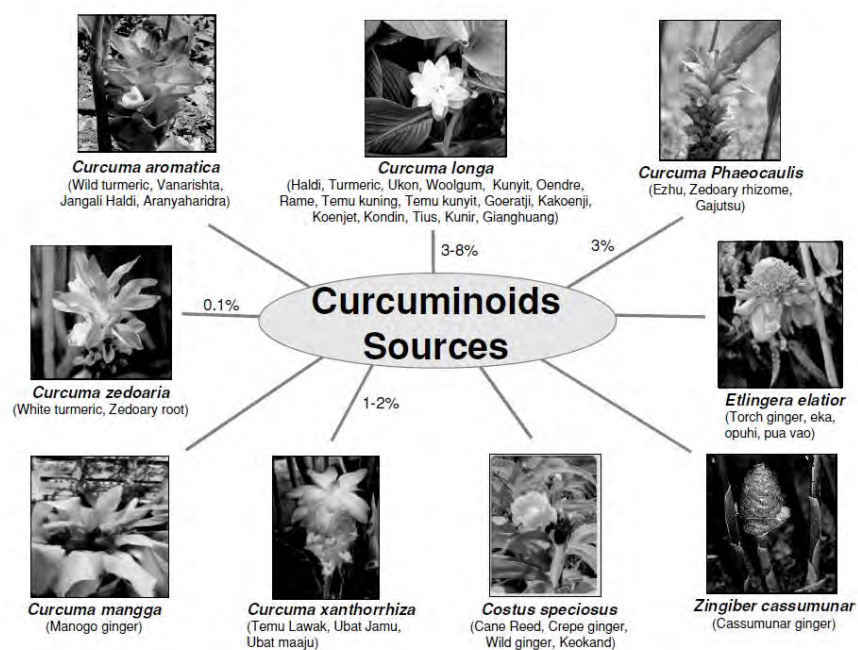 Curcuma aromatica
(Wild turmeric, Vanarishta,
Jangali Haldi, Aranyaharidra)
Curcuma longa
(Haldi, Turmeric, Ukon, Woolgum, Kunyit, Oendre,
Rame, Temu kuning, Temu kunyit, Goeratji, Kakoenji,
Koenjet, Kondin, Tius, Kunir, Gianghuang)
Curcuma Phaeocaulis
(Ezhu, Zedoary rhizome,
Gajutsu)
3-8%
3%
0.1%
Curcuminoids
Sources
Curcuma zedoaria
(White turmeric, Zedoary root)
Etlingera elatior
(Torch ginger, eka,
opuhi, pua vao)
1-2%
Curcuma mangga
(Manogo ginger)
Curcuma xanthorrhiza
(Temu Lawak, Ubat Jamu,
Ubat maaju)
Costus speciosus
(Cane Reed, Crepe ginger,
Wild ginger, Keokand)
Zingiber cassumunar
(Cassumunar ginger)